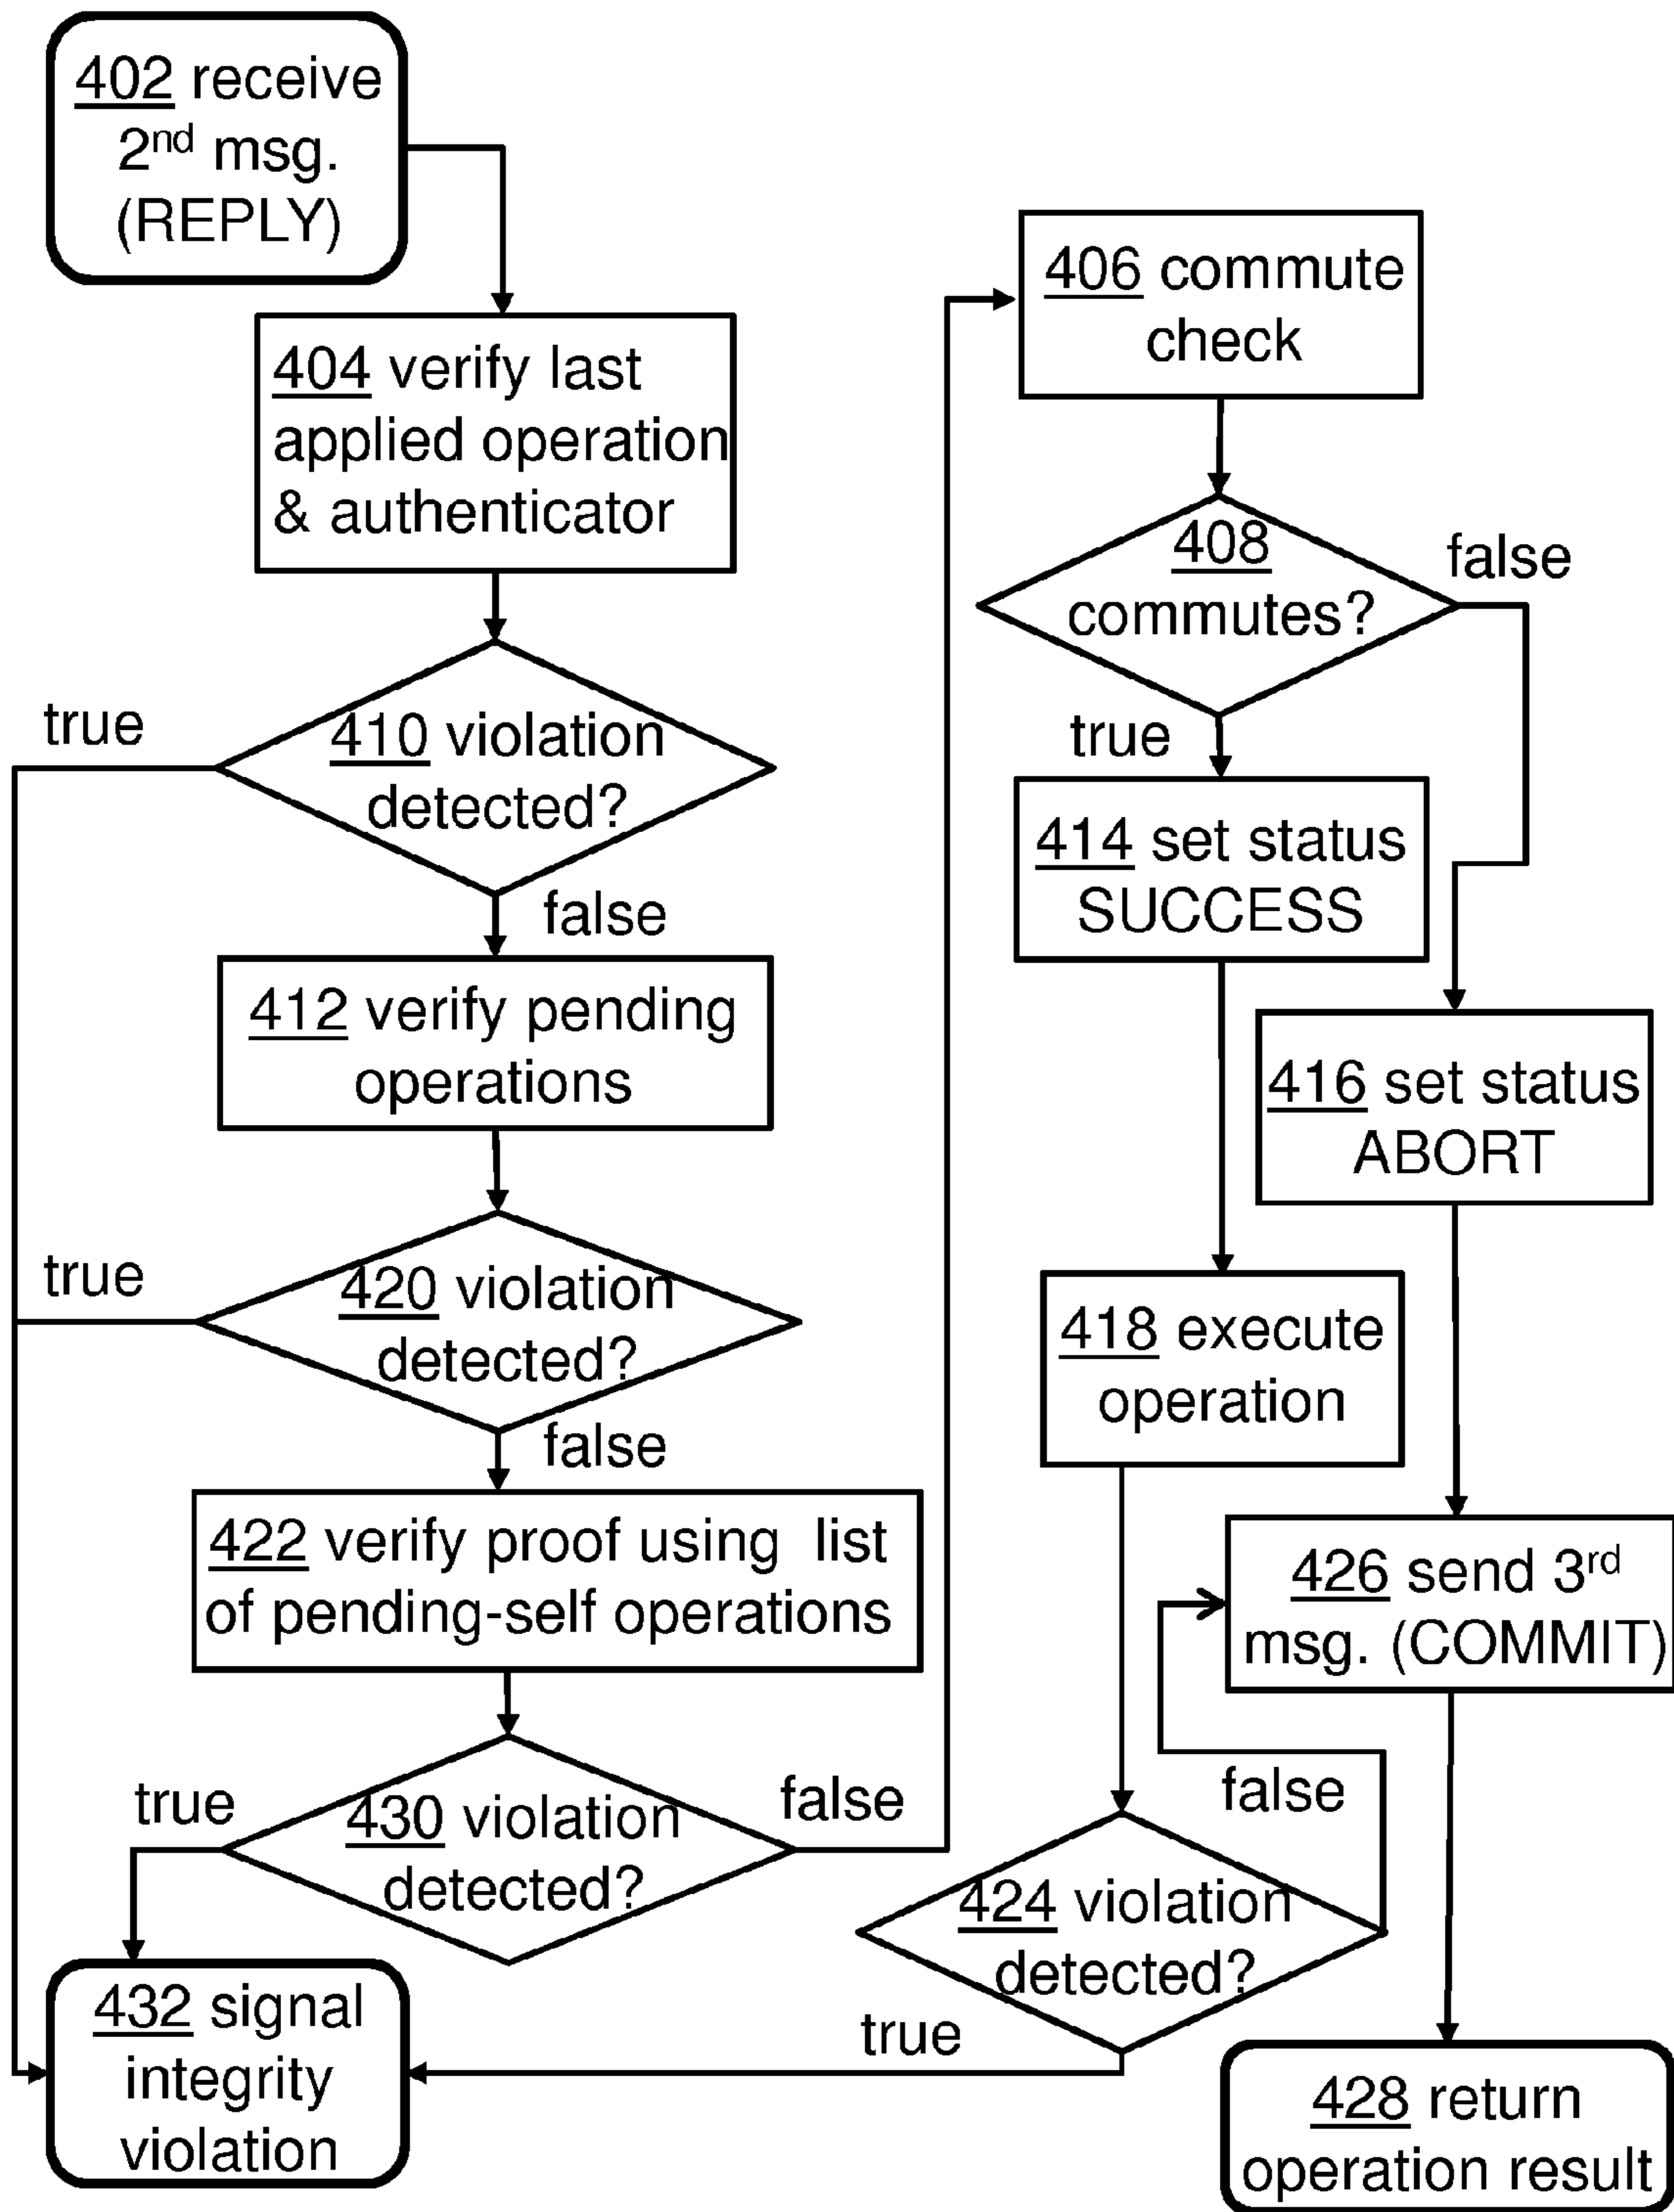 402 receive
2nd msg.
(REPLY)
404 verify last
applied operation
& authenticator
true
410 violation
detected?
false
412 verify pending
operations
true
420 violation
detected?
false
422 verify proof using list
of pending-self operations
true
430 violation
detected?
false
432 signal
integrity
violation
406 commute
check
408
commutes?
false
true
414 set status
SUCCESS
416 set status
ABORT
418 execute
operation
426 send 3rd
msg. (COMMIT)
false
424 violation
detected?
true
428 return
operation result